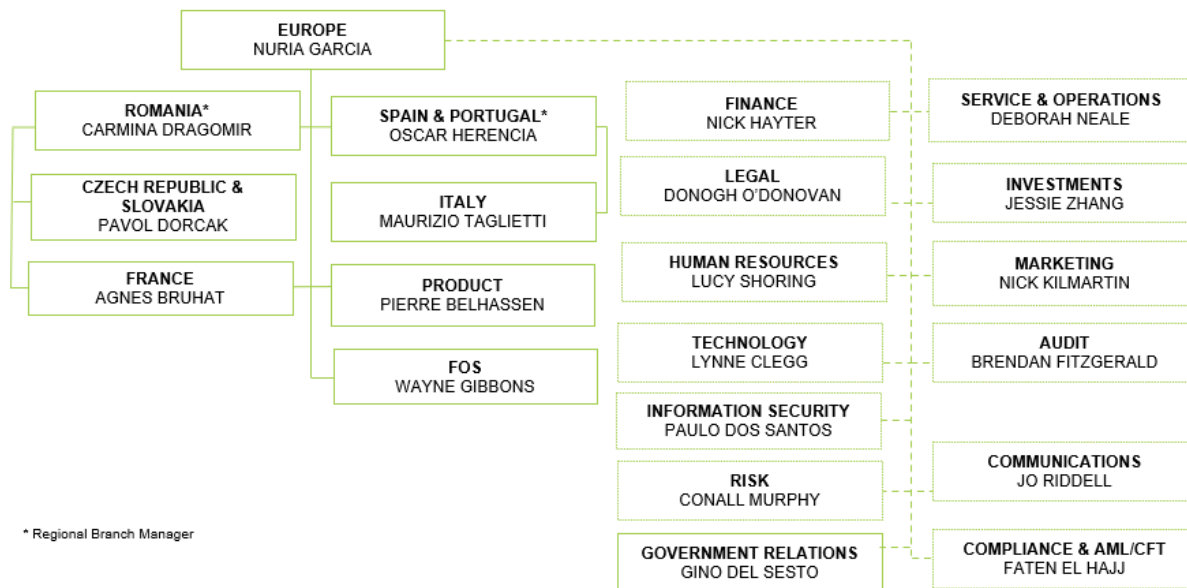 EUROPE
NURIA GARCIA
ROMANIA*
CARMINA DRAGOMIR
SPAIN & PORTUGAL*
OSCAR HERENCIA
CZECH REPUBLIC &
SLOVAKIA
PAVOL DORCAK
ITALY
MAURIZIO TAGLIETTI
FRANCE
AGNES BRUHAT
PRODUCT
PIERRE BELHASSEN
FOS
WAYNE GIBBONS
FINANCE
NICK HAYTER
SERVICE & OPERATIONS
DEBORAH NEALE
LEGAL
DONOGH O'DONOVAN
INVESTMENTS
JESSIE ZHANG
HUMAN RESOURCES
LUCY SHORING
MARKETING
NICK KILMARTIN
TECHNOLOGY
LYNNE CLEGG
AUDIT
BRENDAN FITZGERALD
INFORMATION SECURITY
PAULO DOS SANTOS
RISK
CONALL MURPHY
COMMUNICATIONS
JO RIDDELL
GOVERNMENT RELATIONS
GINO DEL SESTO
COMPLIANCE & AML/CFT
FATEN EL HAJJ
* Regional Branch Manager